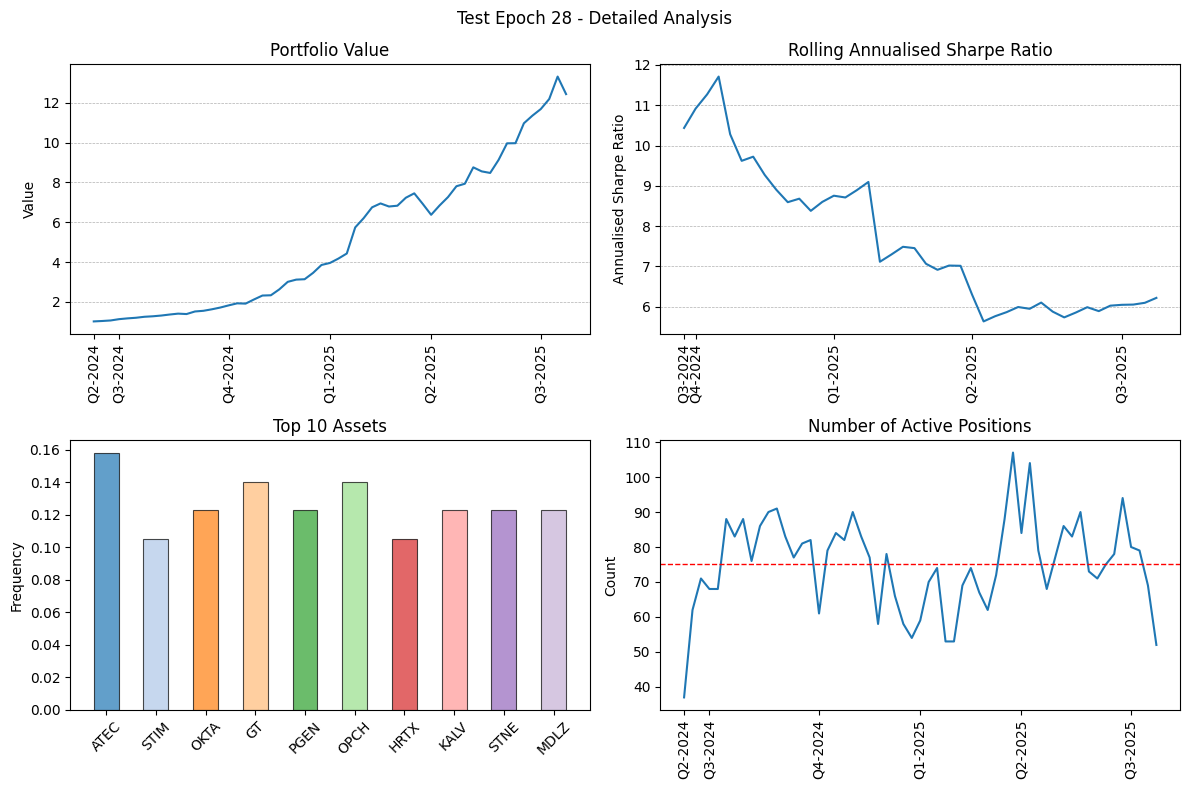 Test Epoch 28 - Detailed Analysis
Portfolio Value
Value
12
10
8
6
4
2
Q2-2024
Q3-2024
Q4-2024
Q1-2025
Q2-2025
Q3-2025
Rolling Annualised Sharpe Ratio
Annualised Sharpe Ratio
12
11
10
9
8
7
6
Q3-2024
Q4-2024
Q1-2025
Q2-2025
Q3-2025
Top 10 Assets
Frequency
0.16
0.14
0.12
0.10
0.08
0.06
0.04
0.02
0.00
ATEC
STIM
OKTA
GT
PGEN
OPCH
HRTX
KALV
STNE
MDLZ
Number of Active Positions
Count
110
100
90
80
70
60
50
40
Q2-2024
Q3-2024
Q4-2024
Q1-2025
Q2-2025
Q3-2025